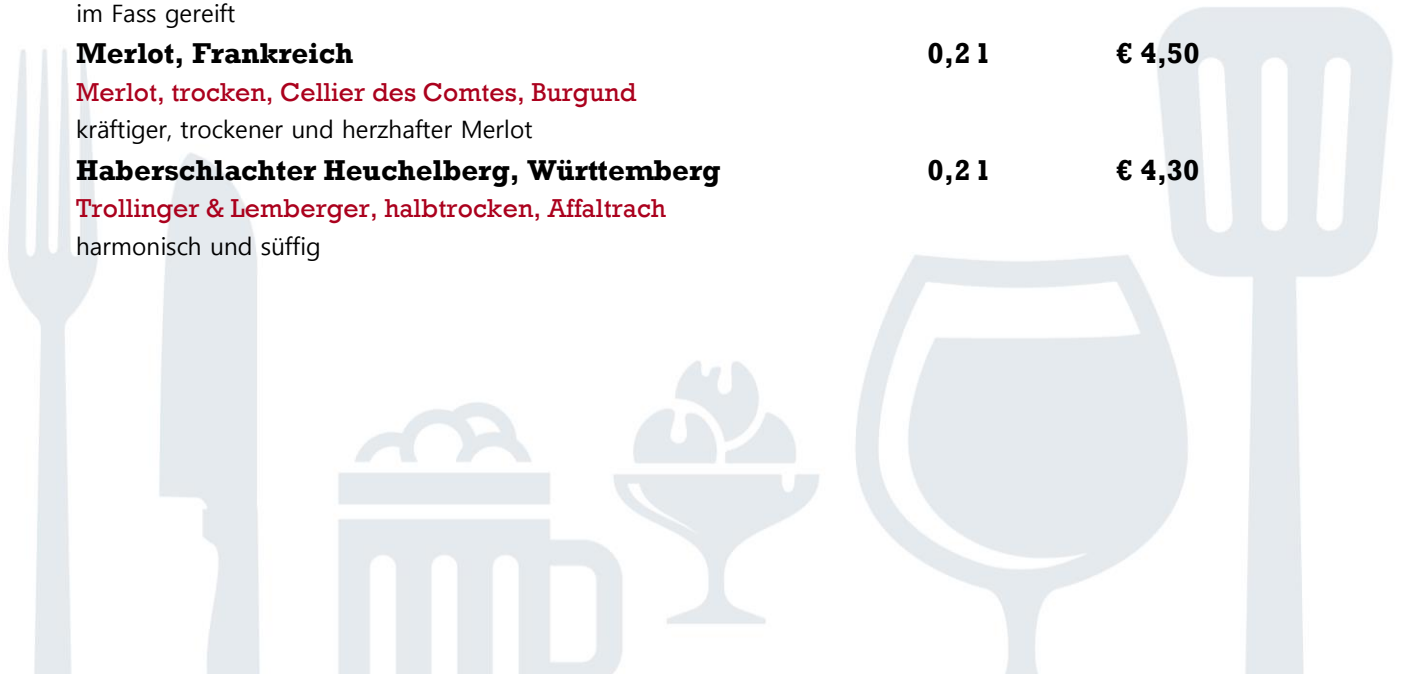 im Fass gereift
Merlot, Frankreich 0,2 l € 4,50
Merlot, trocken, Cellier des Comtes, Burgund
kräftiger, trockener und herzhafter Merlot
Haberschlachter Heuchelberg, Württemberg 0,2 l € 4,30
Trollinger & Lemberger, halbtrocken, Affaltrach
harmonisch und süffig